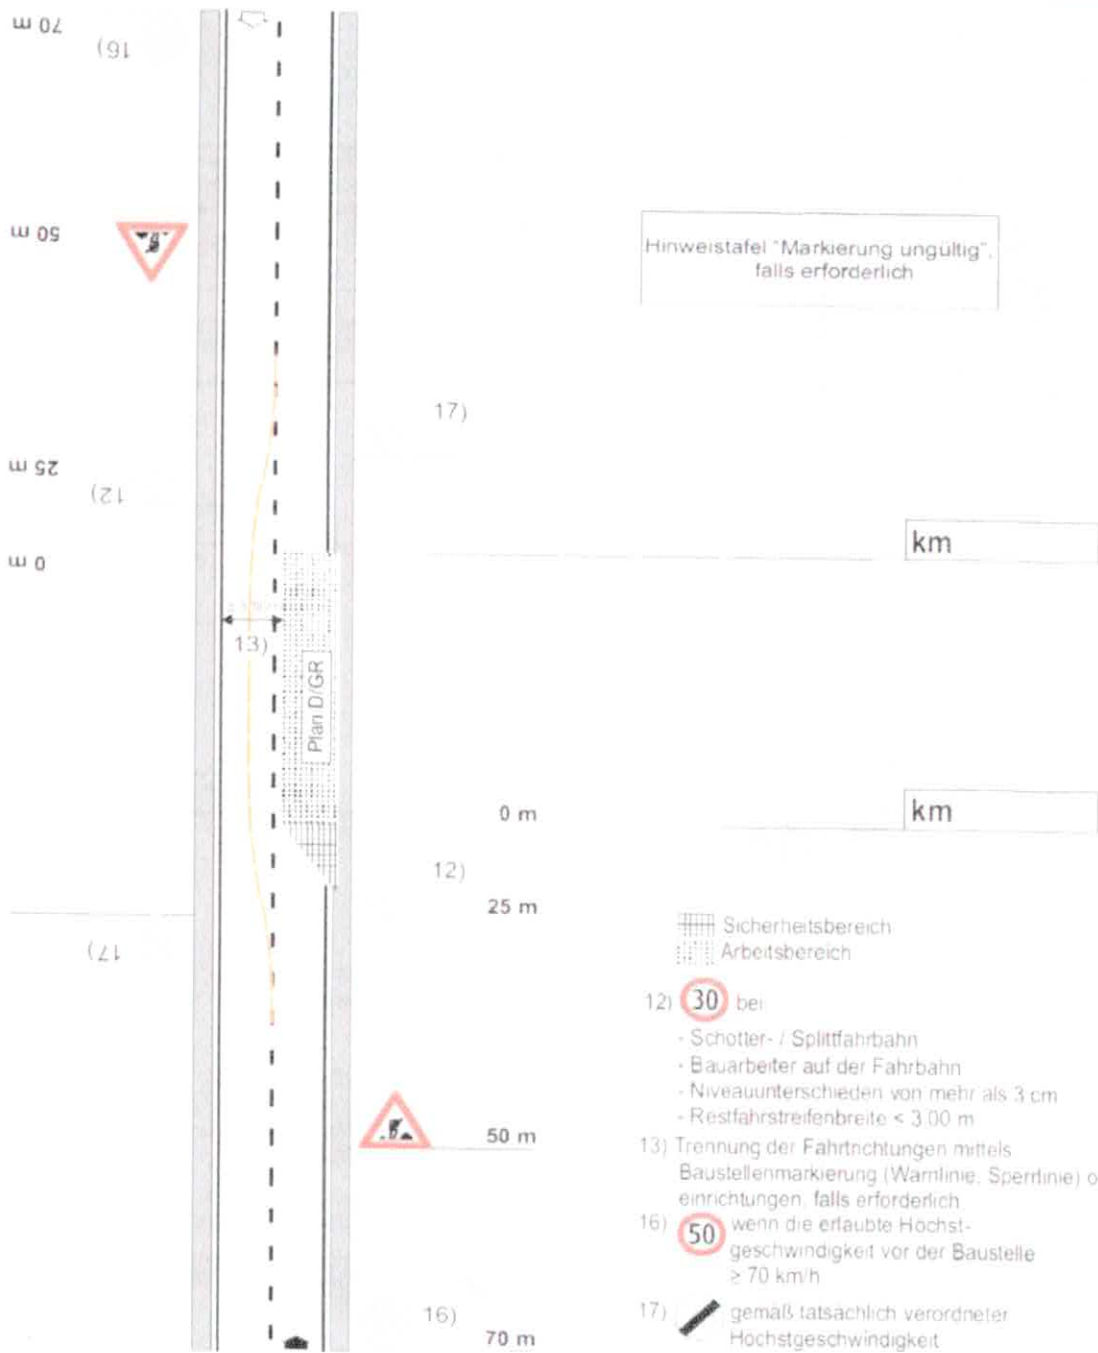 70 m
16)
50 m
Hinweistafel "Markierung ungültig",
falls erforderlich
17)
25 m
12)
km
0 m
13)
Plan D/GR
km
0 m
12)
25 m
17)
Sicherheitsbereich
Arbeitsbereich
12) 30 bei
- Schotter- / Splittfahrbahn
- Bauarbeiter auf der Fahrbahn
- Niveauunterschieden von mehr als 3 cm
- Restfahrstreifenbreite < 3.00 m
50 m
13) Trennung der Fahrtrichtungen mittels
Baustellenmarkierung (Warnlinie, Sperrlinie) o
einrichtungen, falls erforderlich.
16) 50 wenn die erlaubte Höchst-
geschwindigkeit vor der Baustelle
≥ 70 km/h
17) gemäß tatsächlich verordneter
Höchstgeschwindigkeit
16)
70 m